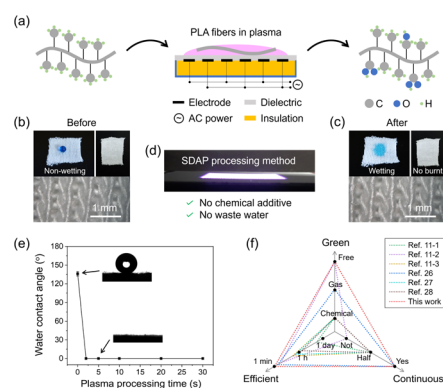 (a)
PLA fibers in plasma
Electrode
Dielectric
AC power
Insulation
C
O
H
(b)
Before
Non-wetting
1 mm
(d)
SDAP processing method
✓ No chemical additive
✓ No waste water
(c)
After
Wetting
No burnt
1 mm
(e)
Water contact angle (°)
180
150
120
90
60
30
0
0 5 10 15 20 25 30
Plasma processing time (s)
(f)
Green
Free
Gas
Chemical
1 day
Not
1 h
Half
1 min
Yes
Efficient
Continuous
Ref. 11-1
Ref. 11-2
Ref. 11-3
Ref. 26
Ref. 27
Ref. 28
This work